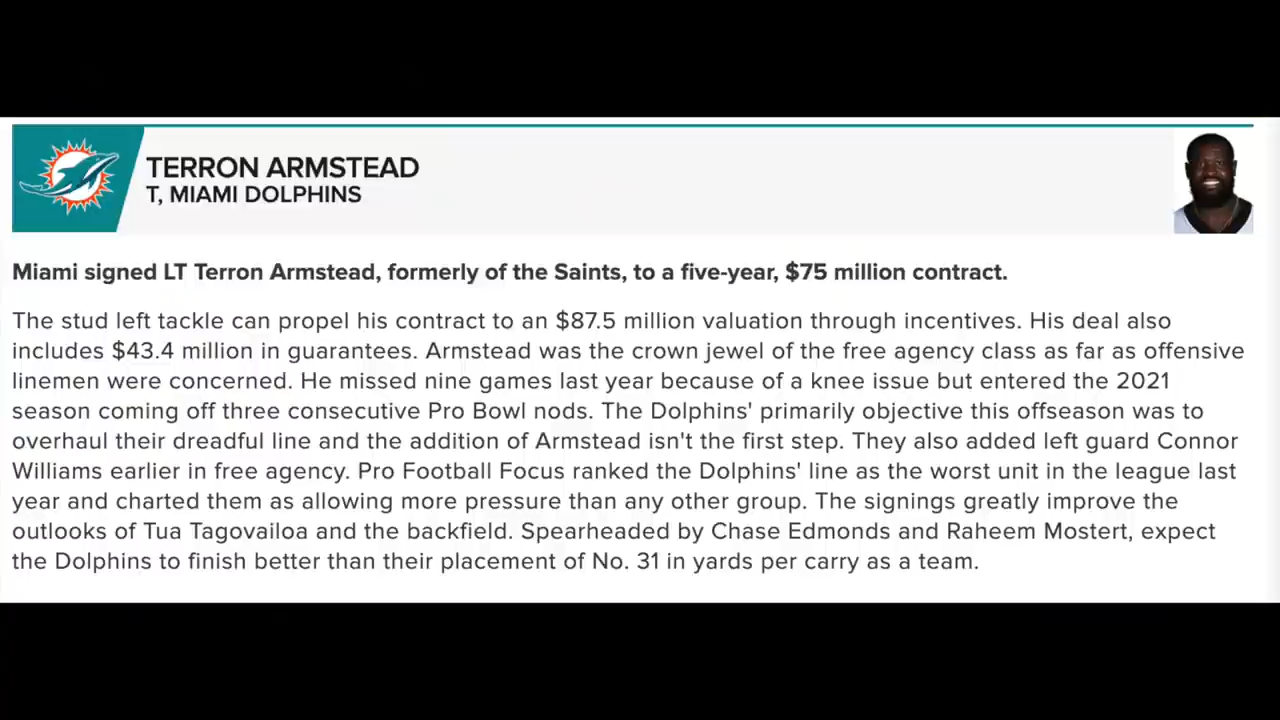 TERRON ARMSTEAD
T, MIAMI DOLPHINS
Miami signed LT Terron Armstead, formerly of the Saints, to a five-year, $75 million contract.
The stud left tackle can propel his contract to an $87.5 million valuation through incentives. His deal also
includes $43.4 million in guarantees. Armstead was the crown jewel of the free agency class as far as offensive
linemen were concerned. He missed nine games last year because of a knee issue but entered the 2021
season coming off three consecutive Pro Bowl nods. The Dolphins' primarily objective this offseason was to
overhaul their dreadful line and the addition of Armstead isn't the first step. They also added left guard Connor
Williams earlier in free agency. Pro Football Focus ranked the Dolphins' line as the worst unit in the league last
year and charted them as allowing more pressure than any other group. The signings greatly improve the
outlooks of Tua Tagovailoa and the backfield. Spearheaded by Chase Edmonds and Raheem Mostert, expect
the Dolphins to finish better than their placement of No. 31 in yards per carry as a team.